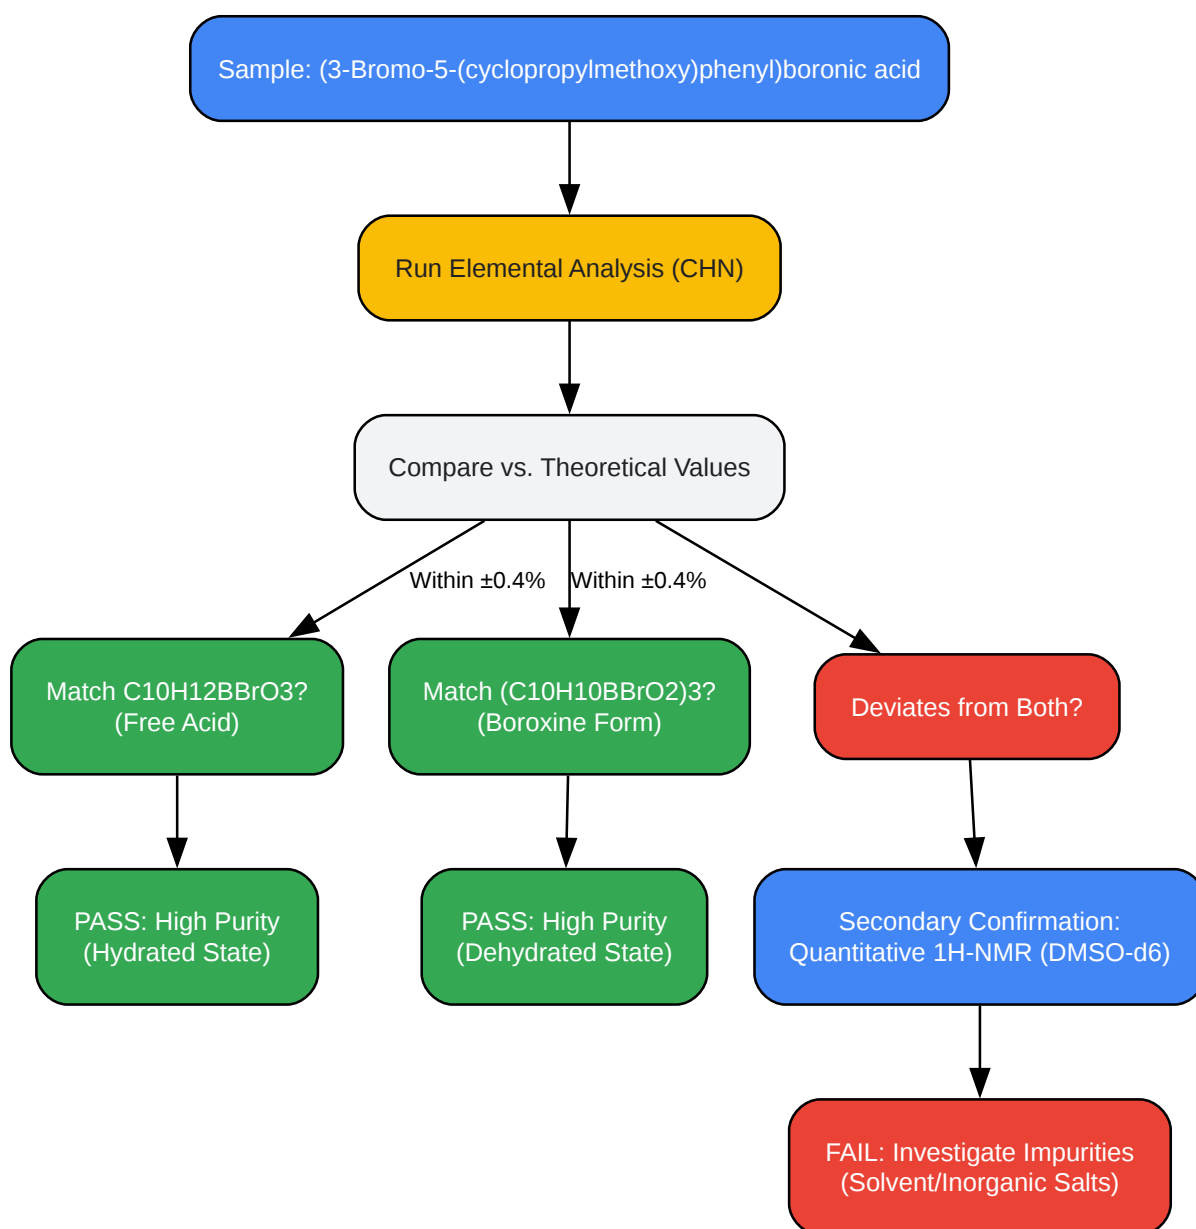 Sample: (3-Bromo-5-(cyclopropylmethoxy)phenyl)boronic acid
Run Elemental Analysis (CHN)
Compare vs. Theoretical Values
Within ±0.4%
Within ±0.4%
Match C10H12BBrO3?
(Free Acid)
Match (C10H10BBrO2)3?
(Boroxine Form)
Deviates from Both?
PASS: High Purity
(Hydrated State)
PASS: High Purity
(Dehydrated State)
Secondary Confirmation:
Quantitative 1H-NMR (DMSO-d6)
FAIL: Investigate Impurities
(Solvent/Inorganic Salts)